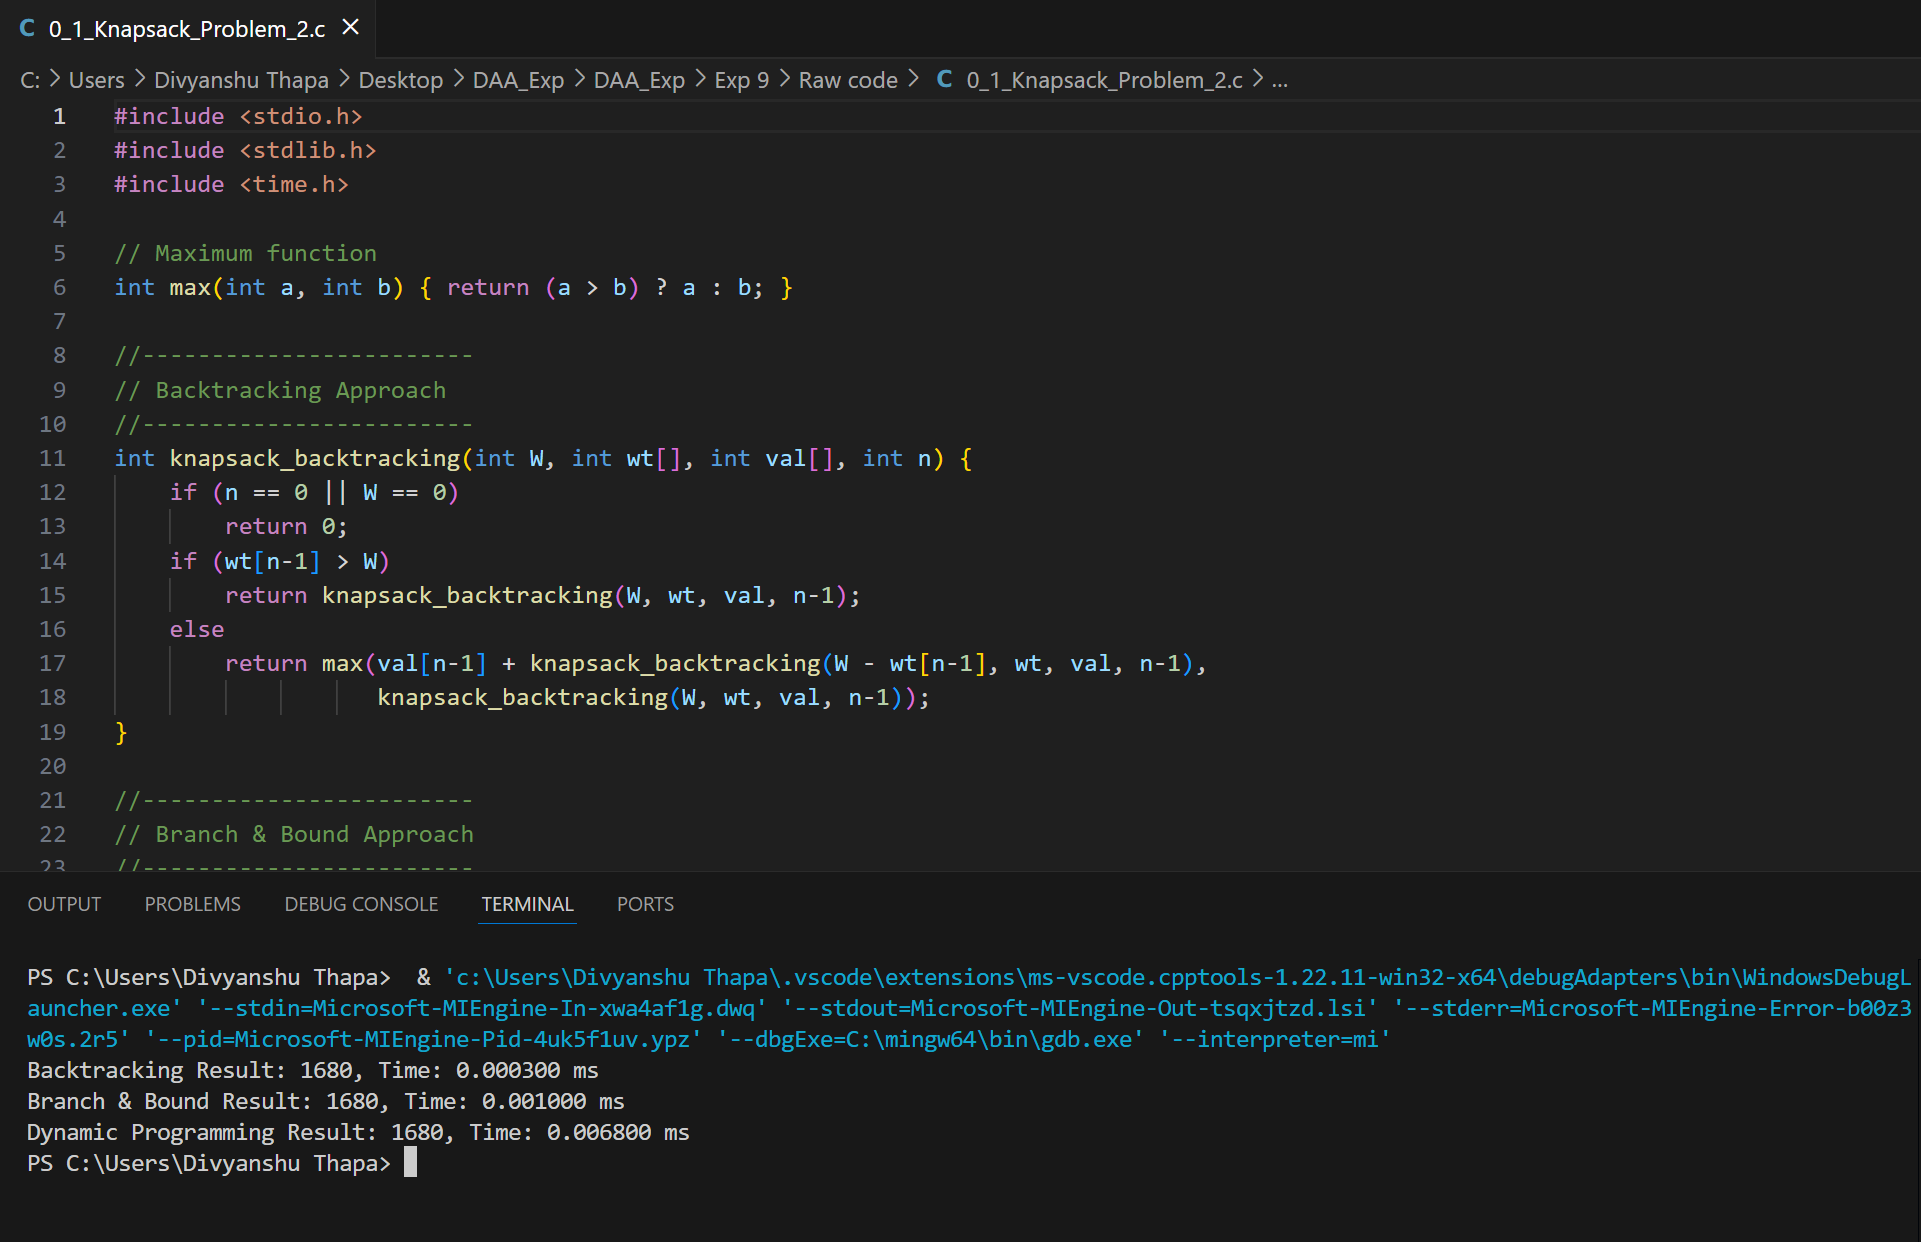 C 0_1_Knapsack_Problem_2.c ✕
C: > Users > Divyanshu Thapa > Desktop > DAA_Exp > DAA_Exp > Exp 9 > Raw code > C 0_1_Knapsack_Problem_2.c > ...
1 #include <stdio.h>
2 #include <stdlib.h>
3 #include <time.h>
4
5 // Maximum function
6 int max(int a, int b) { return (a > b) ? a : b; }
7
8 //------------------------
9 // Backtracking Approach
10 //------------------------
11 int knapsack_backtracking(int W, int wt[], int val[], int n) {
12     if (n == 0 || W == 0)
13         return 0;
14     if (wt[n-1] > W)
15         return knapsack_backtracking(W, wt, val, n-1);
16     else
17         return max(val[n-1] + knapsack_backtracking(W - wt[n-1], wt, val, n-1),
18                    knapsack_backtracking(W, wt, val, n-1));
19 }
20
21 //------------------------
22 // Branch & Bound Approach
23 //------------------------
OUTPUT PROBLEMS DEBUG CONSOLE TERMINAL PORTS
PS C:\Users\Divyanshu Thapa>  & 'c:\Users\Divyanshu Thapa\.vscode\extensions\ms-vscode.cpptools-1.22.11-win32-x64\debugAdapters\bin\WindowsDebugL
auncher.exe' '--stdin=Microsoft-MIEngine-In-xwa4af1g.dwq' '--stdout=Microsoft-MIEngine-Out-tsqxjtzd.lsi' '--stderr=Microsoft-MIEngine-Error-b00z3
w0s.2r5' '--pid=Microsoft-MIEngine-Pid-4uk5f1uv.ypz' '--dbgExe=C:\mingw64\bin\gdb.exe' '--interpreter=mi'
Backtracking Result: 1680, Time: 0.000300 ms
Branch & Bound Result: 1680, Time: 0.001000 ms
Dynamic Programming Result: 1680, Time: 0.006800 ms
PS C:\Users\Divyanshu Thapa>